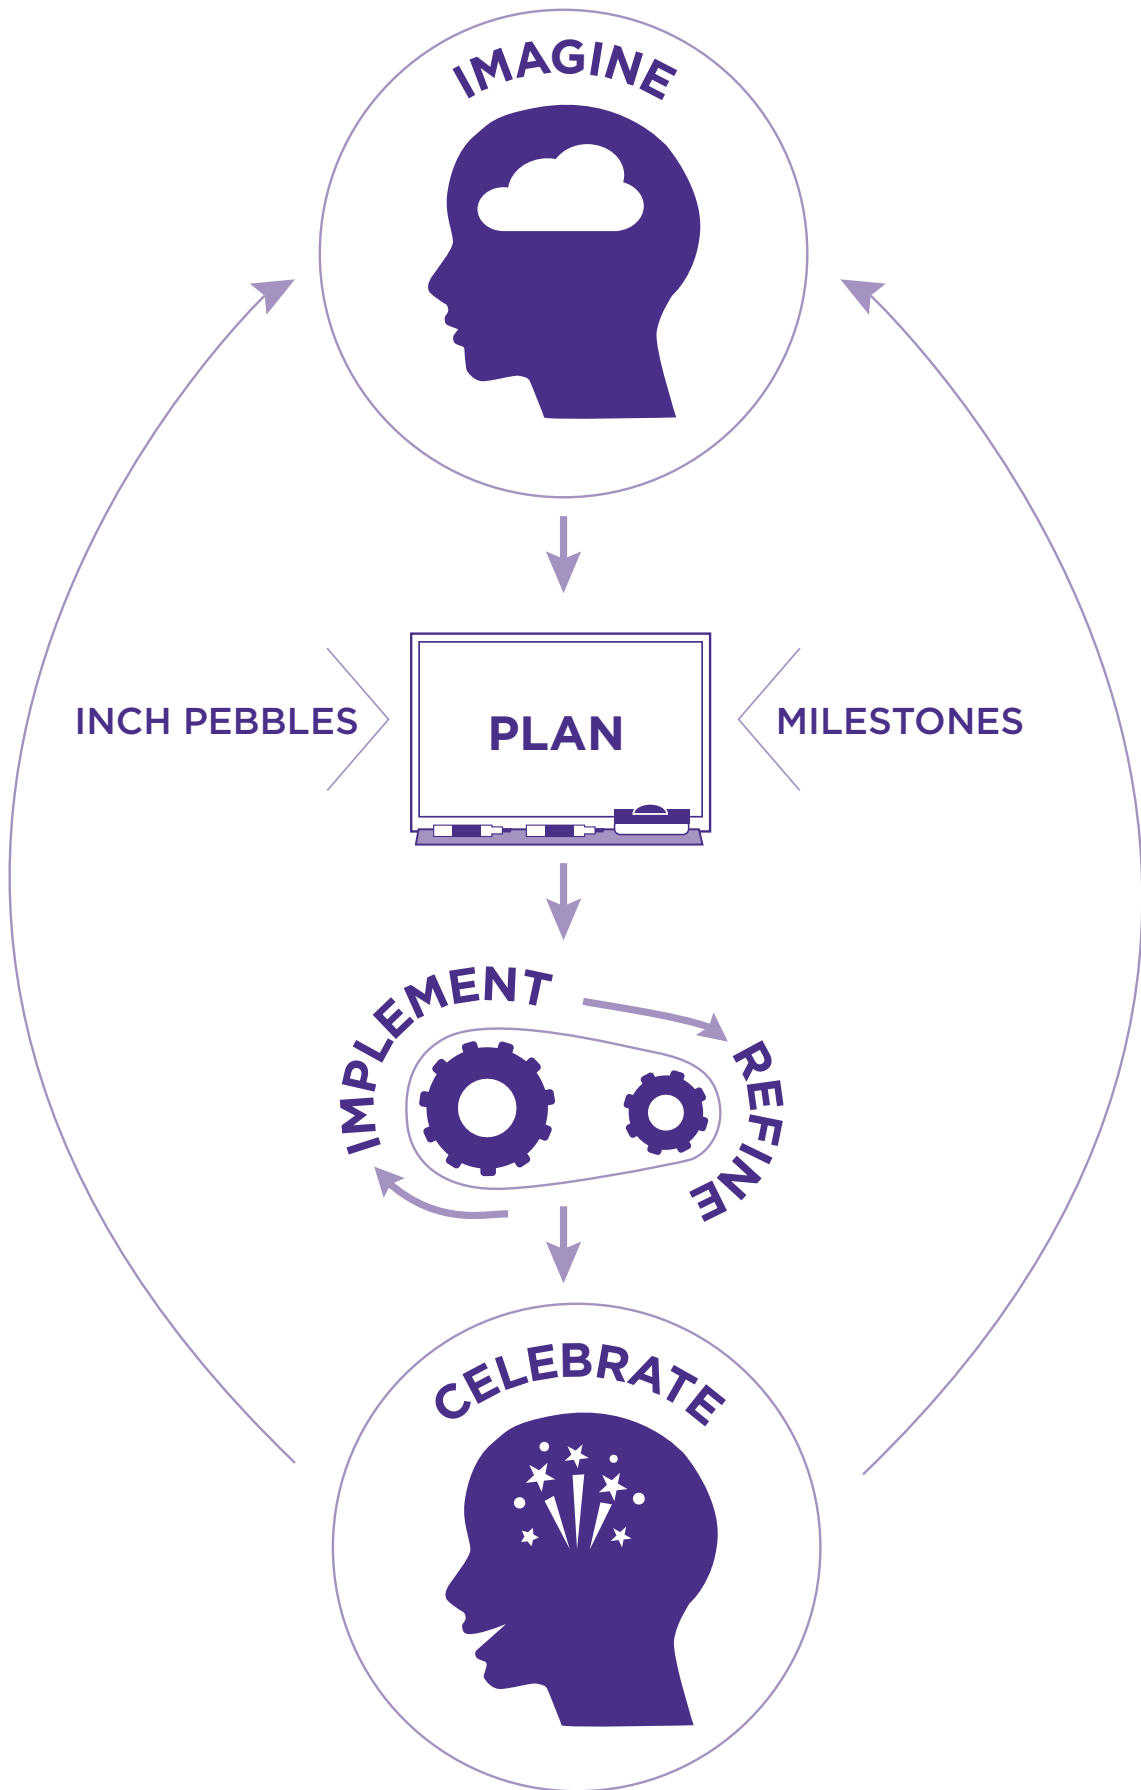 IMAGINE
INCH PEBBLES
PLAN
MILESTONES
IMPLEMENT
REFINE
CELEBRATE